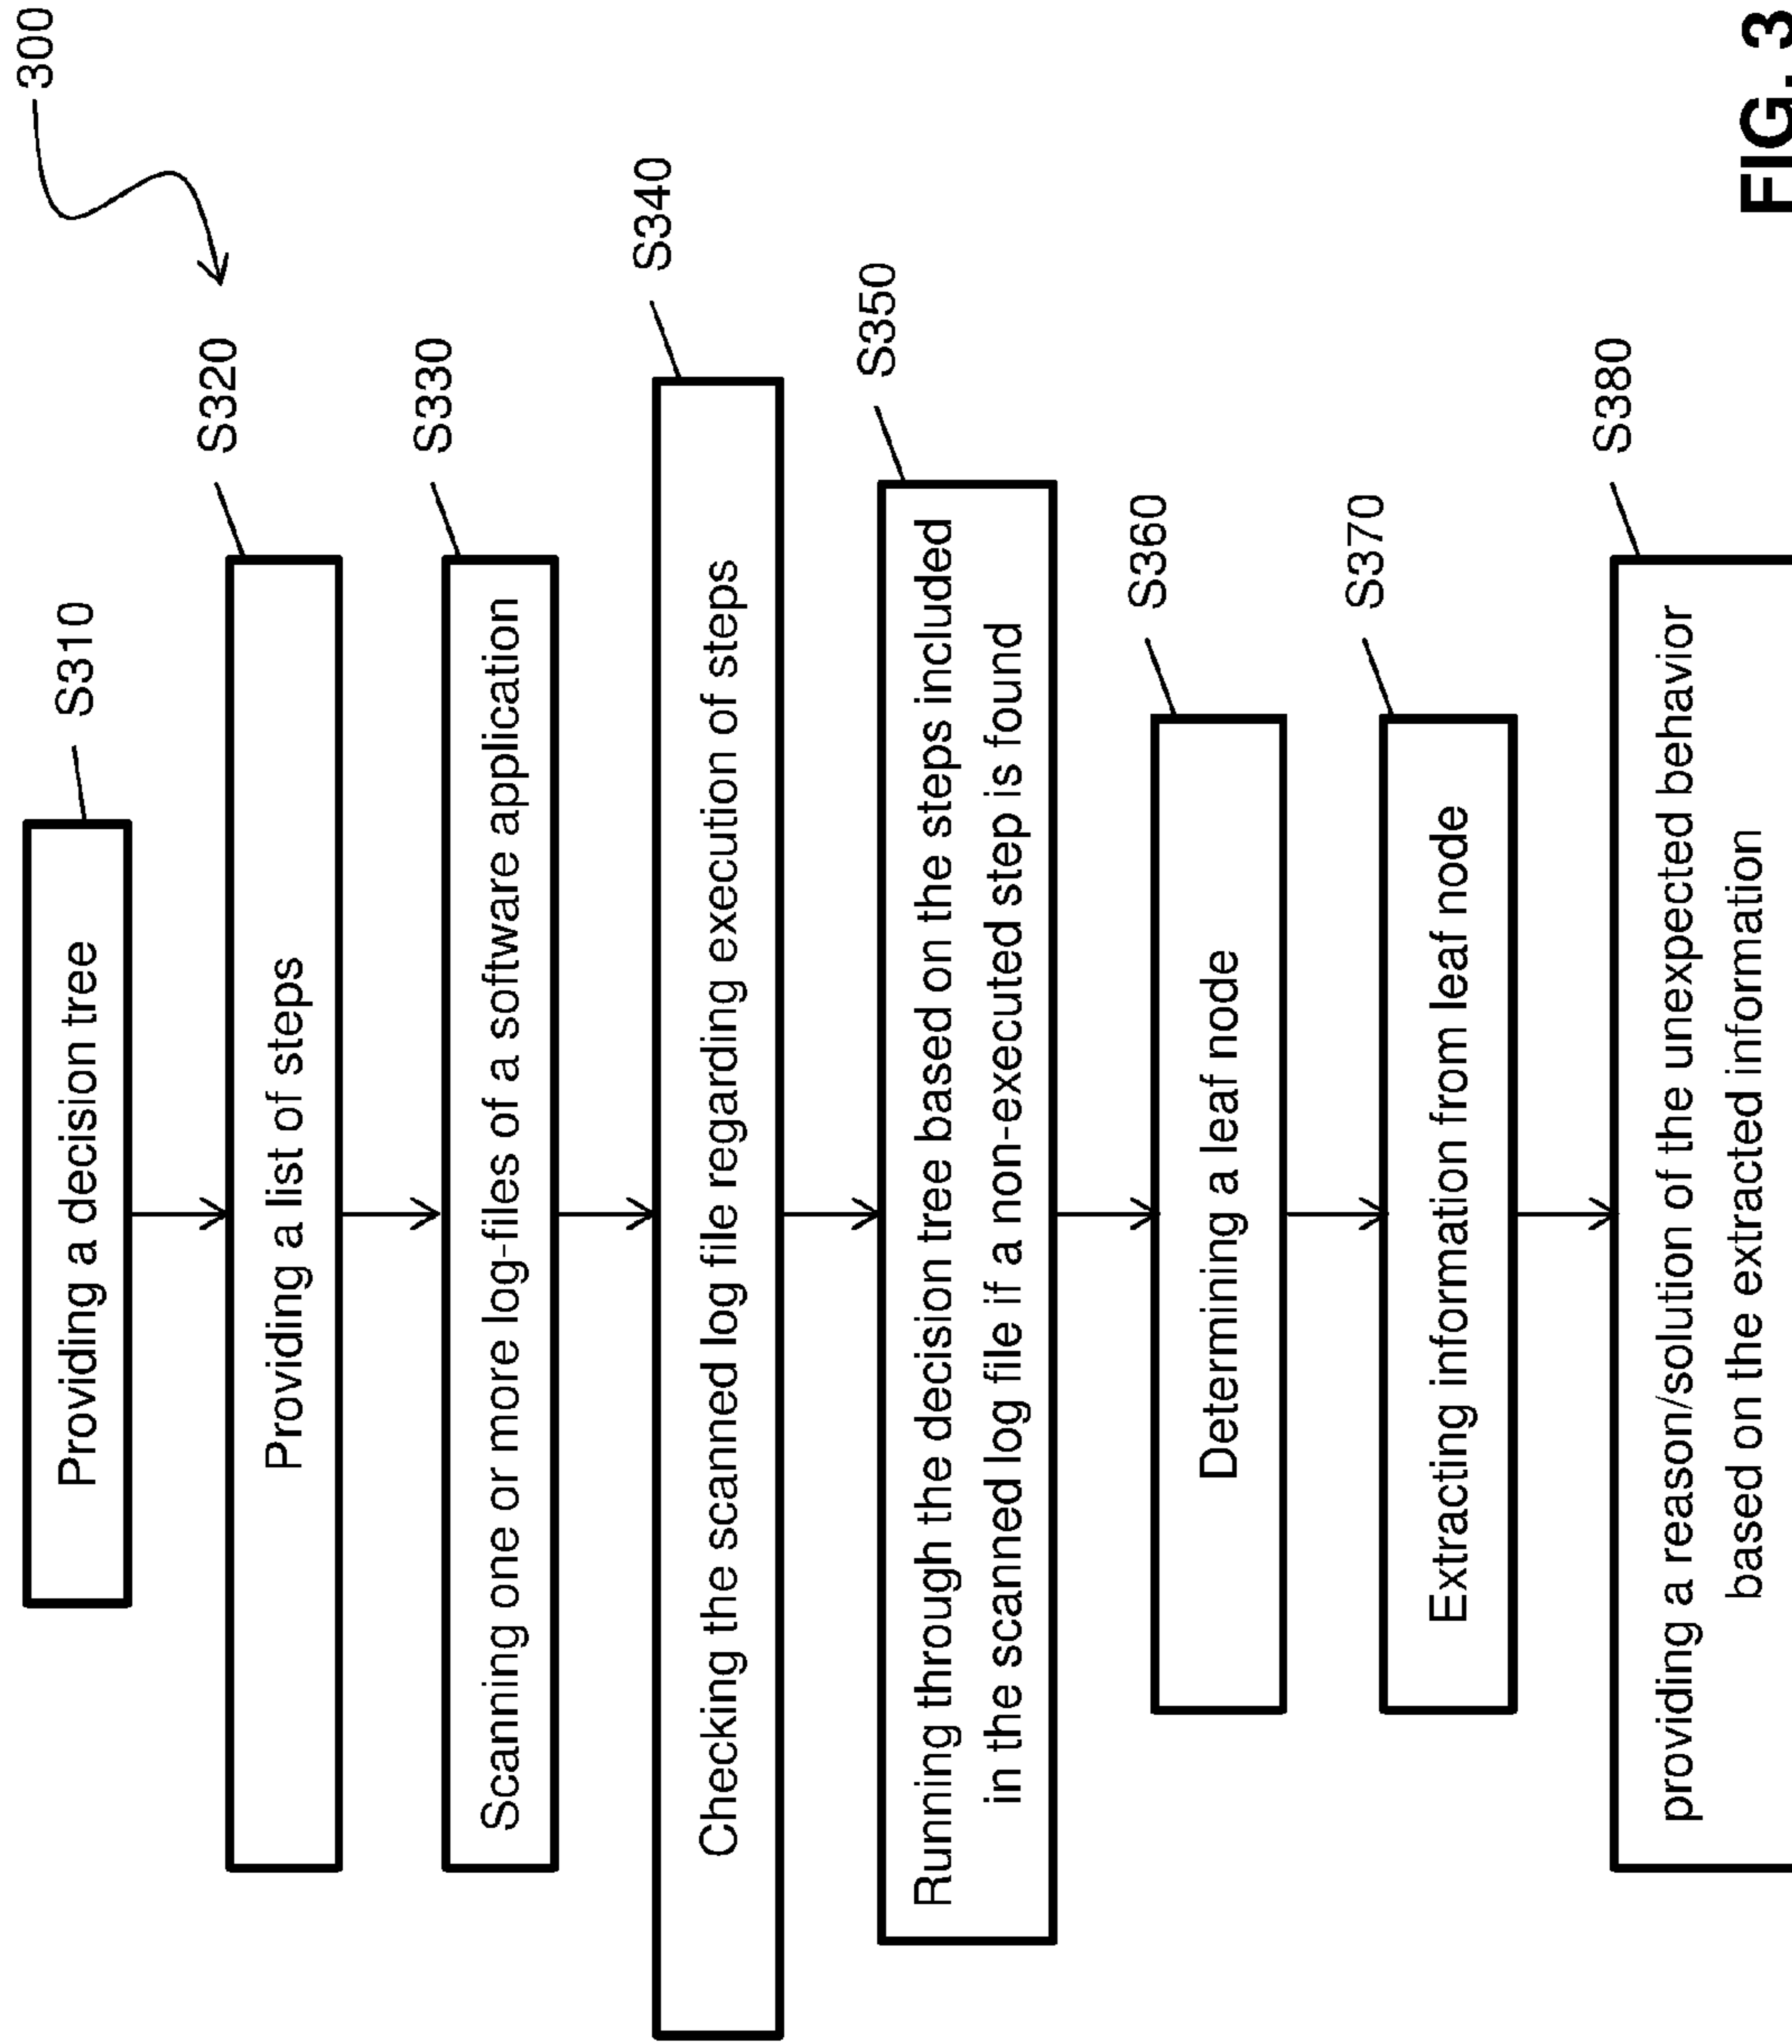 300
Providing a decision tree
S310
Providing a list of steps
S320
Scanning one or more log-files of a software application
S330
Checking the scanned log file regarding execution of steps
S340
Running through the decision tree based on the steps included
in the scanned log file if a non-executed step is found
S350
Determining a leaf node
S360
Extracting information from leaf node
S370
providing a reason/solution of the unexpected behavior
based on the extracted information
S380
FIG. 3